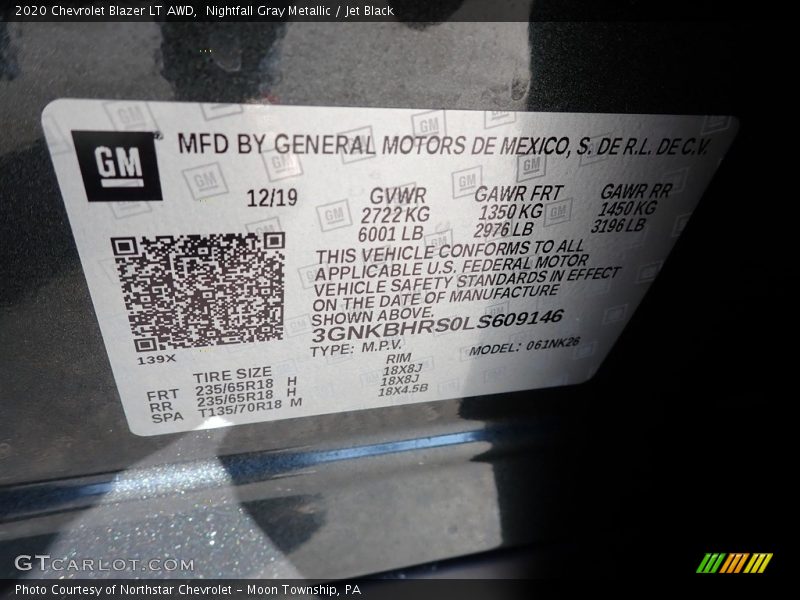 2020 Chevrolet Blazer LT AWD, Nightfall Gray Metallic / Jet Black
GM MFD BY GENERAL MOTORS DE MEXICO, S. DE R.L. DE C.V.
12/19 GVWR GAWR FRT GAWR RR
2722 KG 1350 KG 1450 KG
6001 LB 2976 LB 3196 LB
THIS VEHICLE CONFORMS TO ALL
APPLICABLE U.S. FEDERAL MOTOR
VEHICLE SAFETY STANDARDS IN EFFECT
ON THE DATE OF MANUFACTURE
SHOWN ABOVE.
3GNKBHRS0LS609146
TYPE: M.P.V. MODEL: 061NK26
139X
TIRE SIZE RIM
FRT 235/65R18 H 18X8J
RR 235/65R18 H 18X8J
SPA T135/70R18 M 18X4.5B
GTCARLOT.COM
Photo Courtesy of Northstar Chevrolet - Moon Township, PA